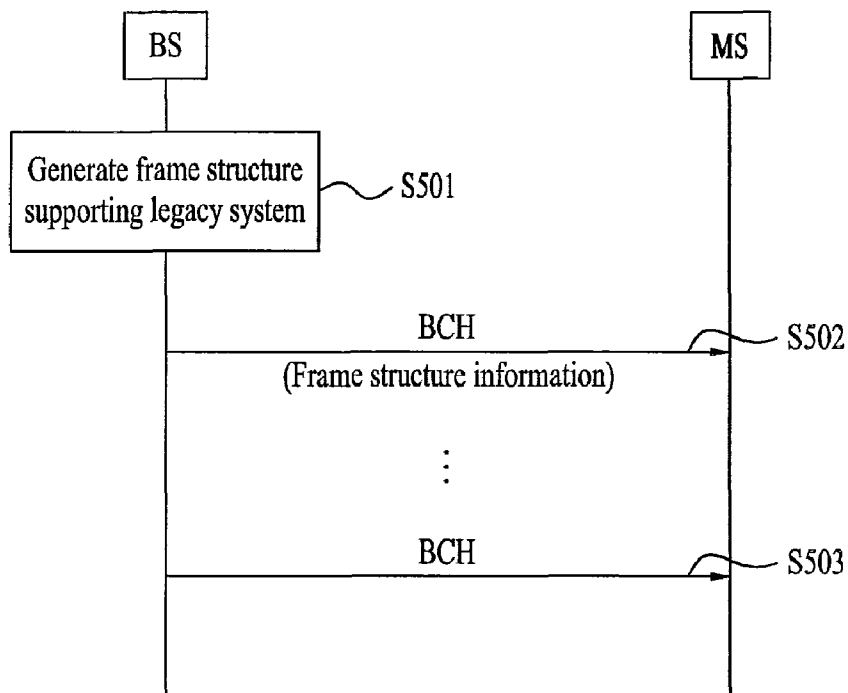 BS
MS
Generate frame structure
supporting legacy system
S501
BCH
S502
(Frame structure information)
BCH
S503